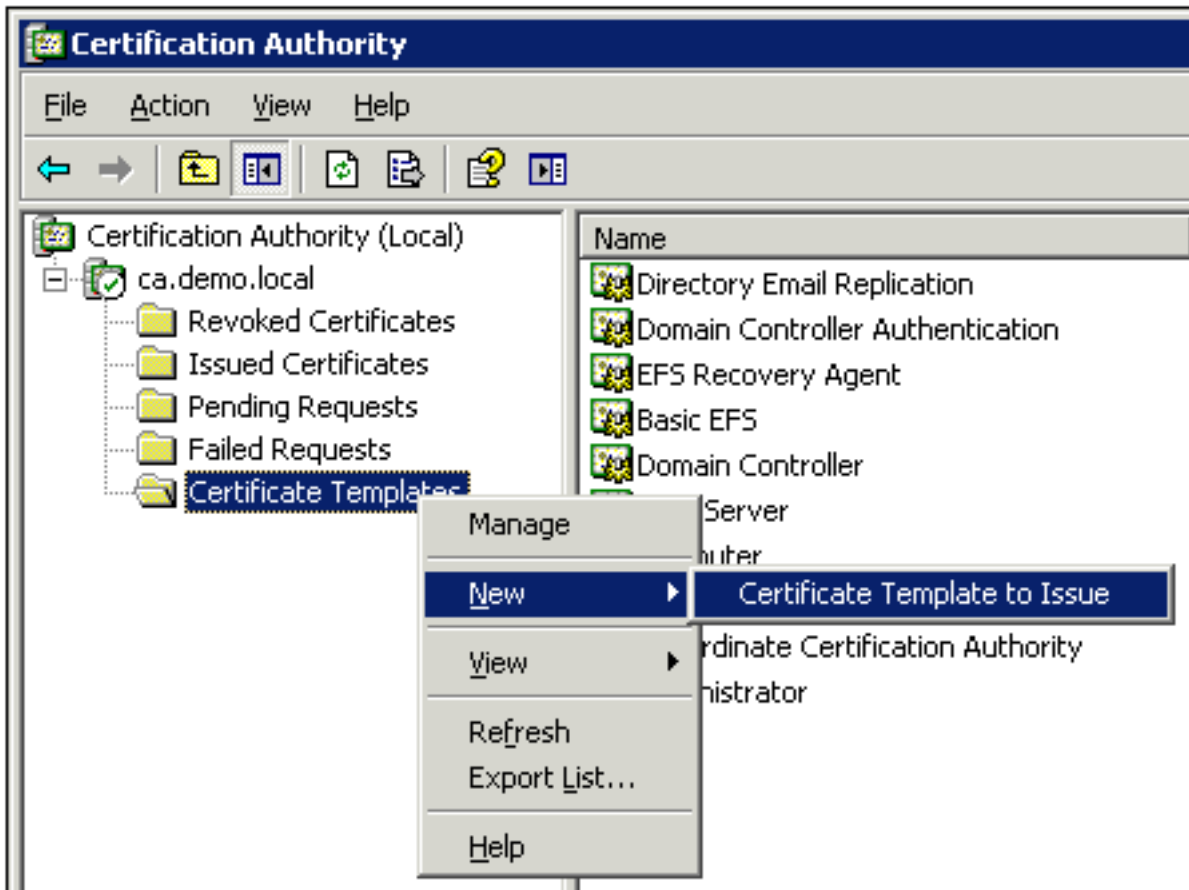 Certification Authority
File Action View Help
Certification Authority (Local)
ca.demo.local
Revoked Certificates
Issued Certificates
Pending Requests
Failed Requests
Certificate Templates
Name
Directory Email Replication
Domain Controller Authentication
EFS Recovery Agent
Basic EFS
Domain Controller
Server
Manage
New
Certificate Template to Issue
View
Refresh
Export List...
Help
Certification Authority